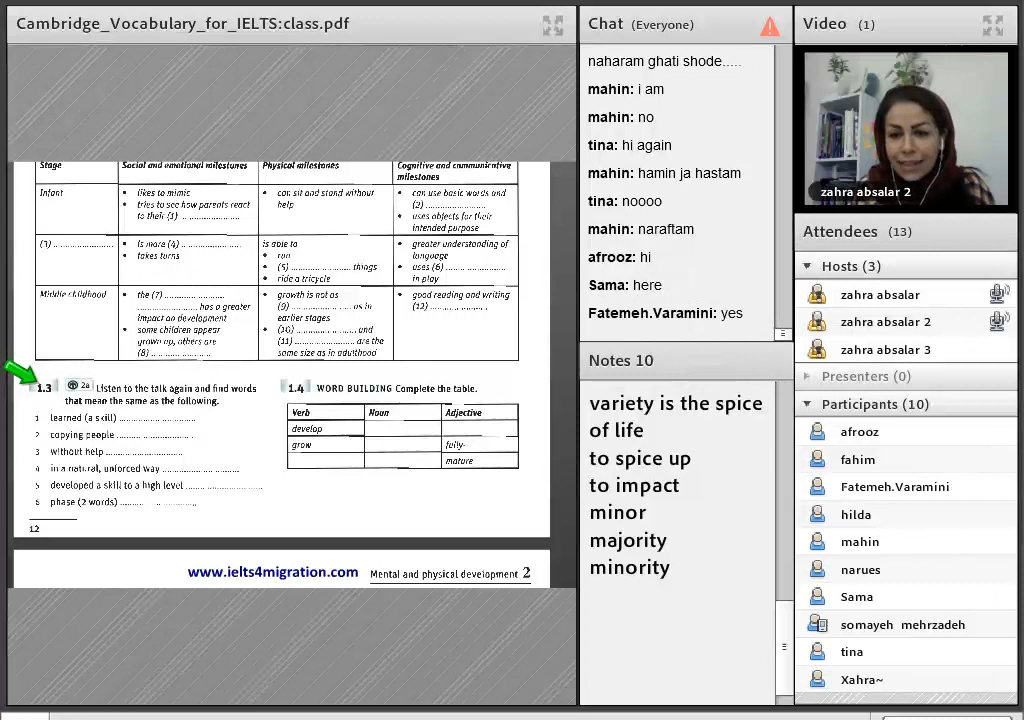 Cambridge_Vocabulary_for_IELTS:class.pdf
Stage
Social and emotional milestones
Physical milestones
Cognitive and communicative
milestones
Infant
• likes to mimic
• tries to see how parents react
to their (1) ........................
• can sit and stand without
help
• can use basic words and
(2) ........................
• uses objects for their
intended purpose
(3) ........................
• is more (4) ........................
• takes turns
is able to
• run
• (5) ........................ things
• ride a tricycle
• greater understanding of
language
• uses (6) ........................
in play
Middle childhood
• the (7) ........................
........................ has a greater
impact on development
• some children appear
grown up, others are
(8) ........................
• growth is not as
(9) ........................ as in
earlier stages
• (10) ........................ and
(11) ........................ are the
same size as in adulthood
• good reading and writing
(12) ........................
1.3 2a Listen to the talk again and find words
that mean the same as the following.
1 learned (a skill) ........................
2 copying people ........................
3 without help ........................
4 in a natural, unforced way ........................
5 developed a skill to a high level ........................
6 phase (2 words) ........................
12
1.4 WORD BUILDING Complete the table.
Verb Noun Adjective
develop
grow fully-
mature
www.ielts4migration.com Mental and physical development 2
Chat (Everyone)
naharam ghati shode.....
mahin: i am
mahin: no
tina: hi again
mahin: hamin ja hastam
tina: noooo
mahin: naraftam
afrooz: hi
Sama: here
Fatemeh.Varamini: yes
Notes 10
variety is the spice
of life
to spice up
to impact
minor
majority
minority
Video (1)
zahra absalar 2
Attendees (13)
Hosts (3)
zahra absalar
zahra absalar 2
zahra absalar 3
Presenters (0)
Participants (10)
afrooz
fahim
Fatemeh.Varamini
hilda
mahin
narues
Sama
somayeh mehrzadeh
tina
Xahra~